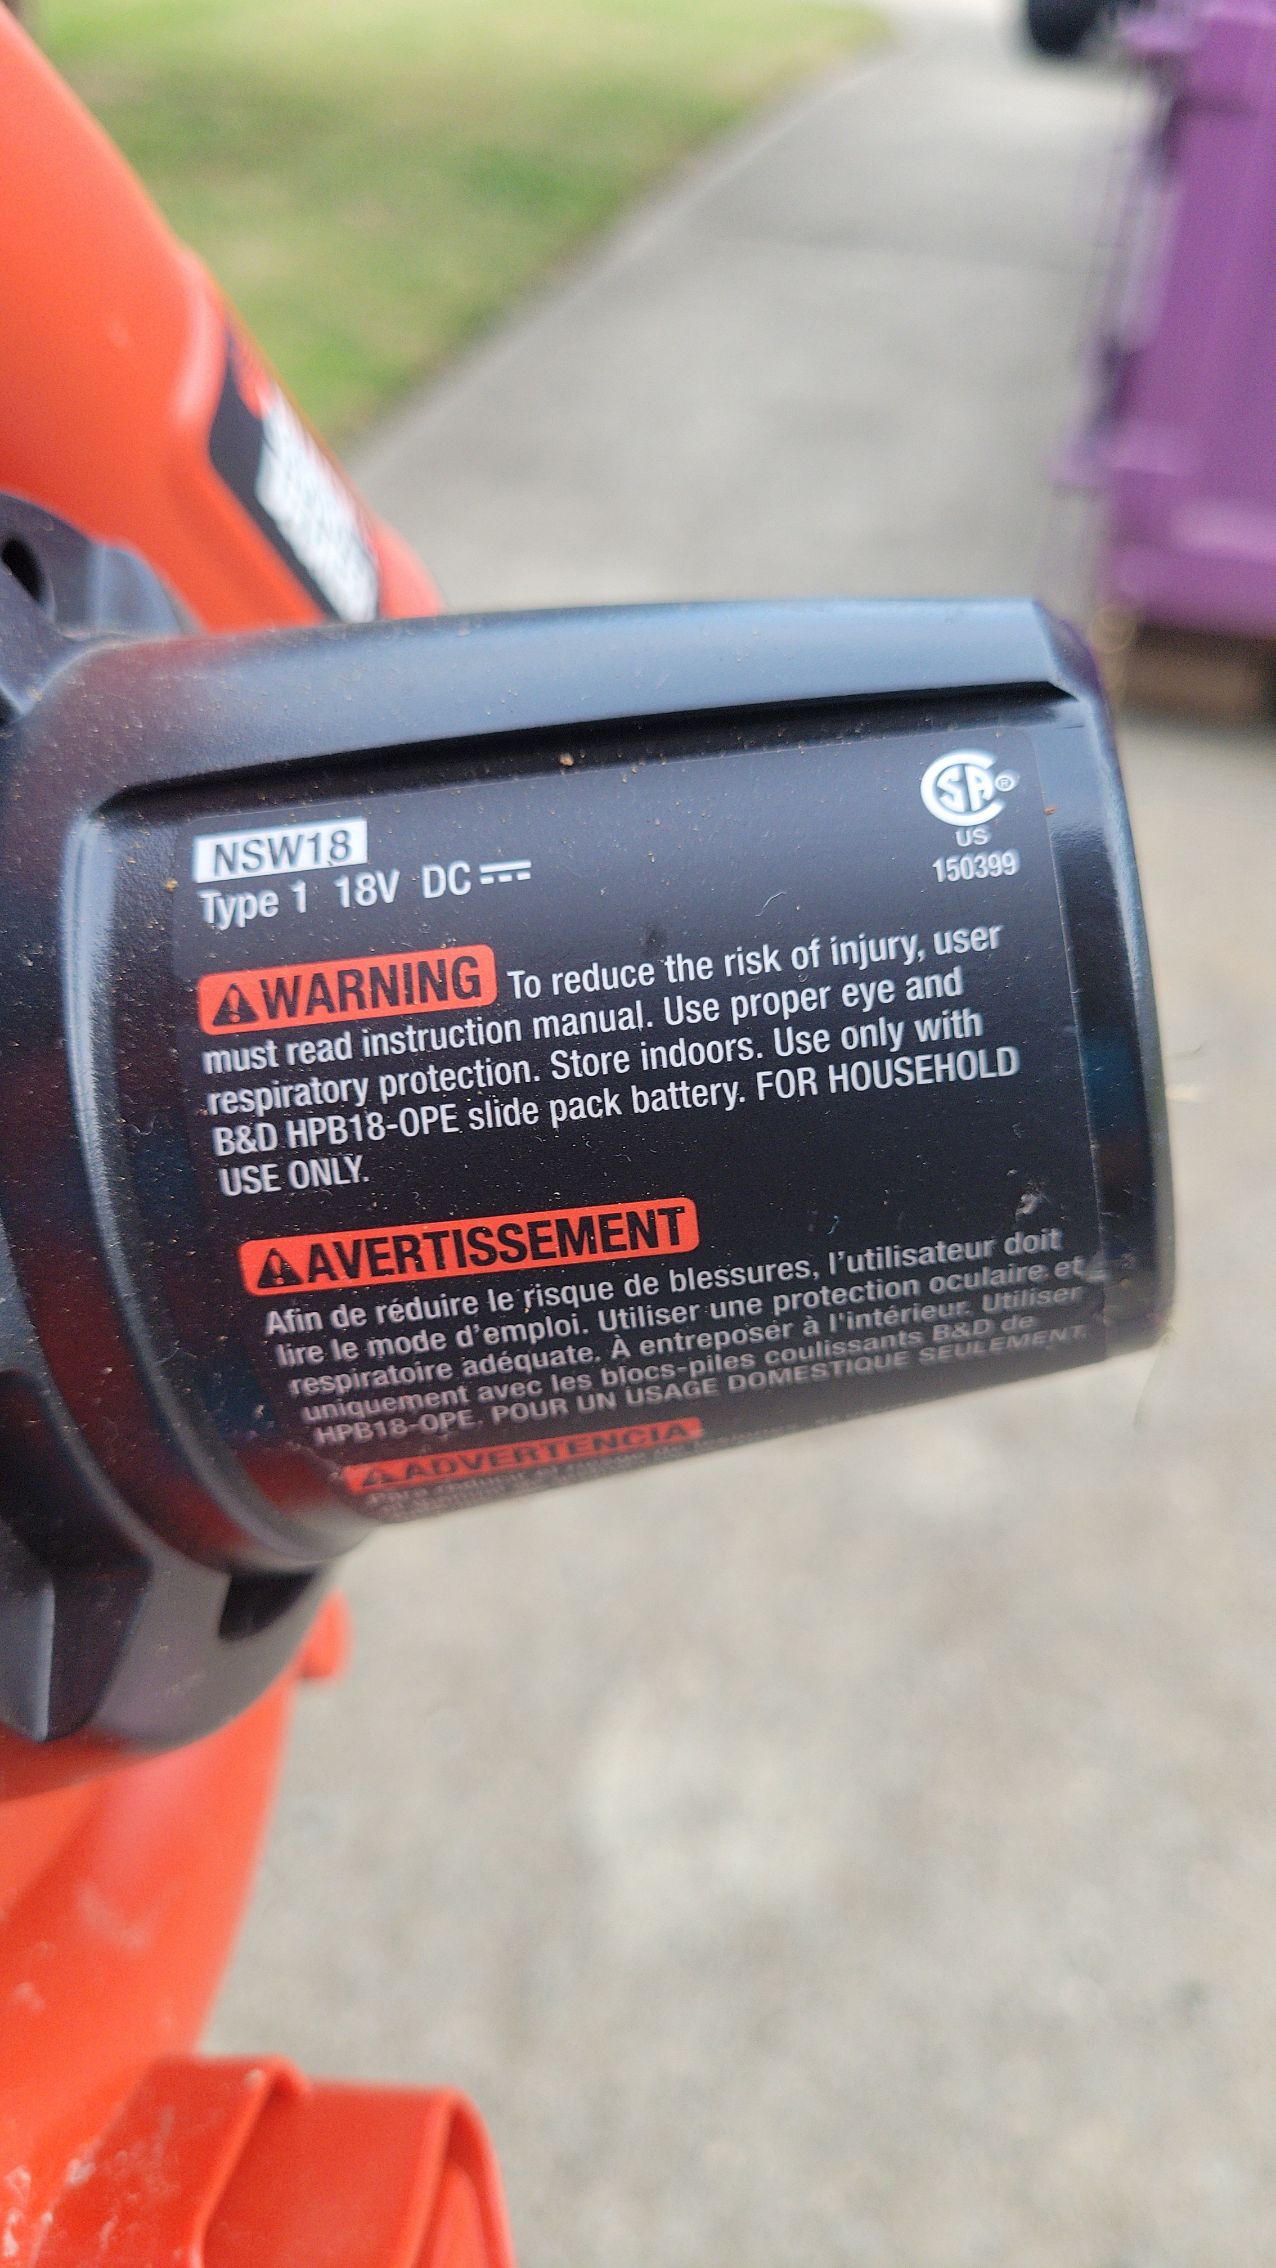 NSW18
Type 1 18V DC
CSA®
US
150399
WARNING To reduce the risk of injury, user
must read instruction manual. Use proper eye and
respiratory protection. Store indoors. Use only with
B&D HPB18-OPE slide pack battery. FOR HOUSEHOLD
USE ONLY.
AVERTISSEMENT
Afin de réduire le risque de blessures, l'utilisateur doit
lire le mode d'emploi. Utiliser une protection oculaire et
respiratoire adéquate. À entreposer à l'intérieur. Utiliser
uniquement avec les blocs-piles coulissants B&D de
HPB18-OPE. POUR UN USAGE DOMESTIQUE SEULEMENT.
ADVERTENCIA